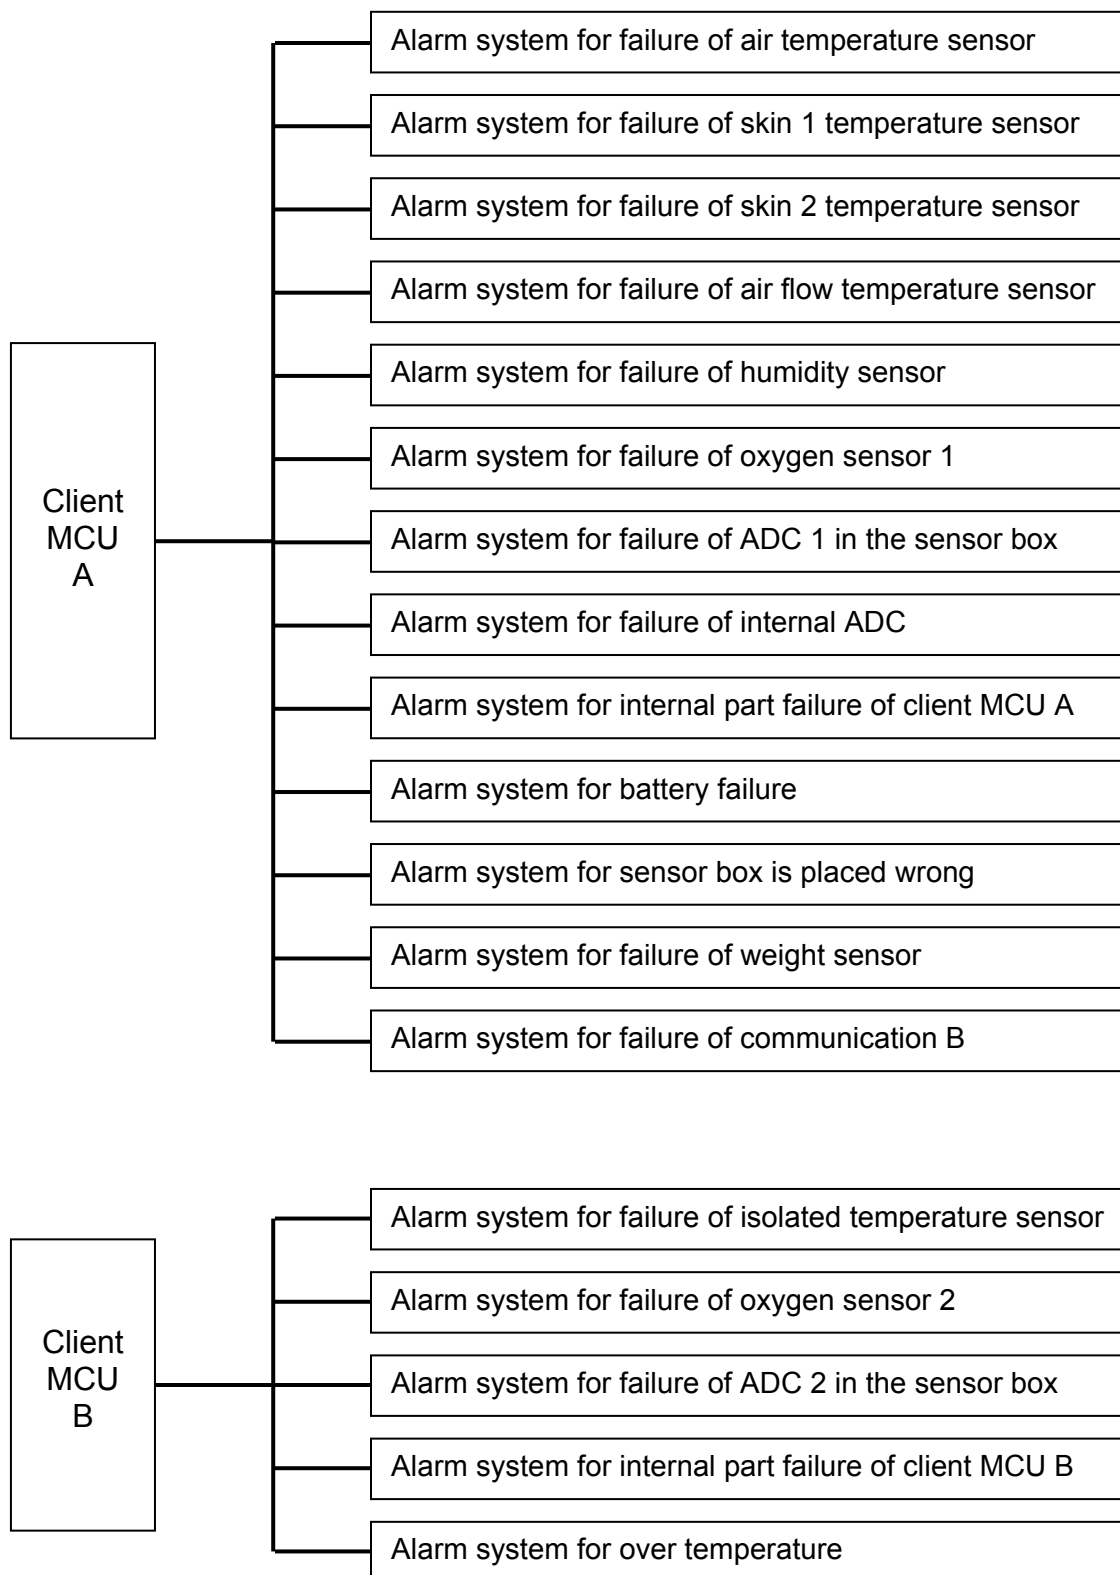 Alarm system for failure of air temperature sensor
Alarm system for failure of skin 1 temperature sensor
Alarm system for failure of skin 2 temperature sensor
Alarm system for failure of air flow temperature sensor
Alarm system for failure of humidity sensor
Alarm system for failure of oxygen sensor 1
Client
MCU
A
Alarm system for failure of ADC 1 in the sensor box
Alarm system for failure of internal ADC
Alarm system for internal part failure of client MCU A
Alarm system for battery failure
Alarm system for sensor box is placed wrong
Alarm system for failure of weight sensor
Alarm system for failure of communication B
Alarm system for failure of isolated temperature sensor
Alarm system for failure of oxygen sensor 2
Client
MCU
B
Alarm system for failure of ADC 2 in the sensor box
Alarm system for internal part failure of client MCU B
Alarm system for over temperature